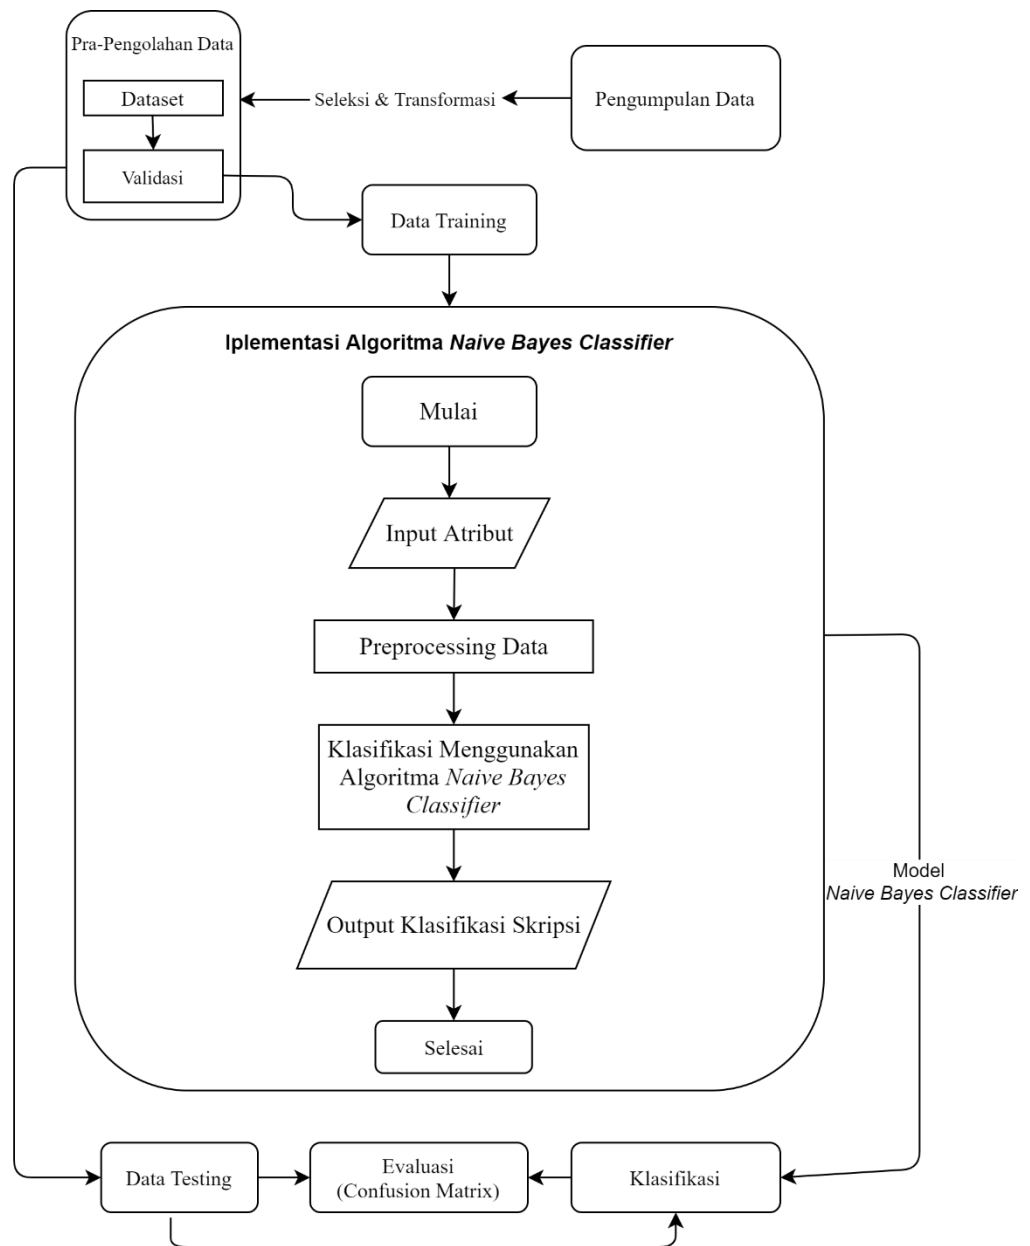 Pra-Pengolahan Data
Dataset
Validasi
Seleksi & Transformasi
Pengumpulan Data
Data Training
Iplementasi Algoritma Naive Bayes Classifier
Mulai
Input Atribut
Preprocessing Data
Klasifikasi Menggunakan
Algoritma Naive Bayes
Classifier
Output Klasifikasi Skripsi
Selesai
Model
Naive Bayes Classifier
Data Testing
Evaluasi
(Confusion Matrix)
Klasifikasi